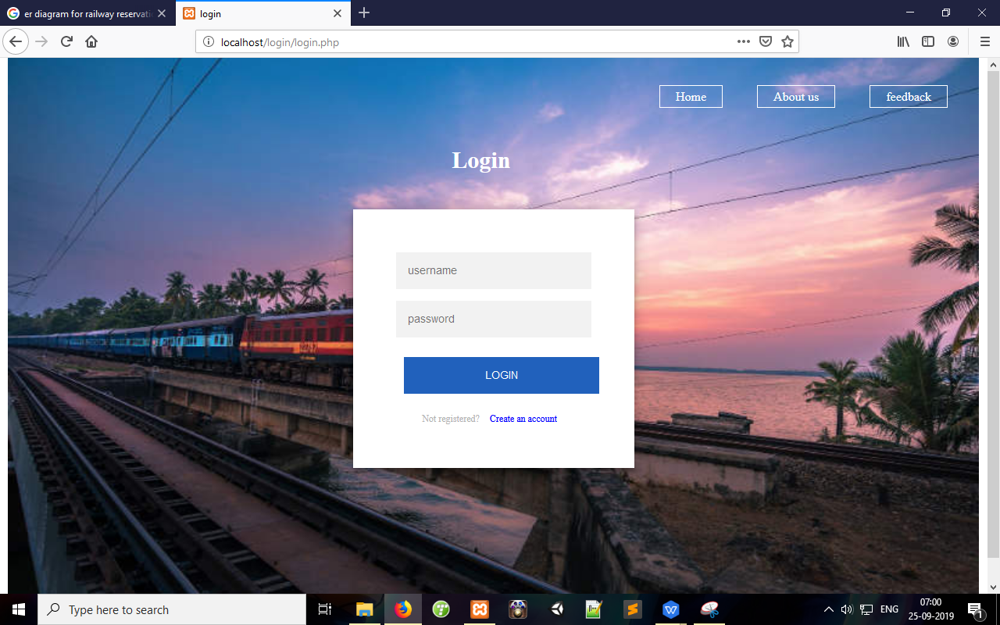 er diagram for railway reservati
login
localhost/login/login.php
Home
About us
feedback
Login
username
password
LOGIN
Not registered? Create an account
Type here to search
ENG
07:00
25-09-2019
1